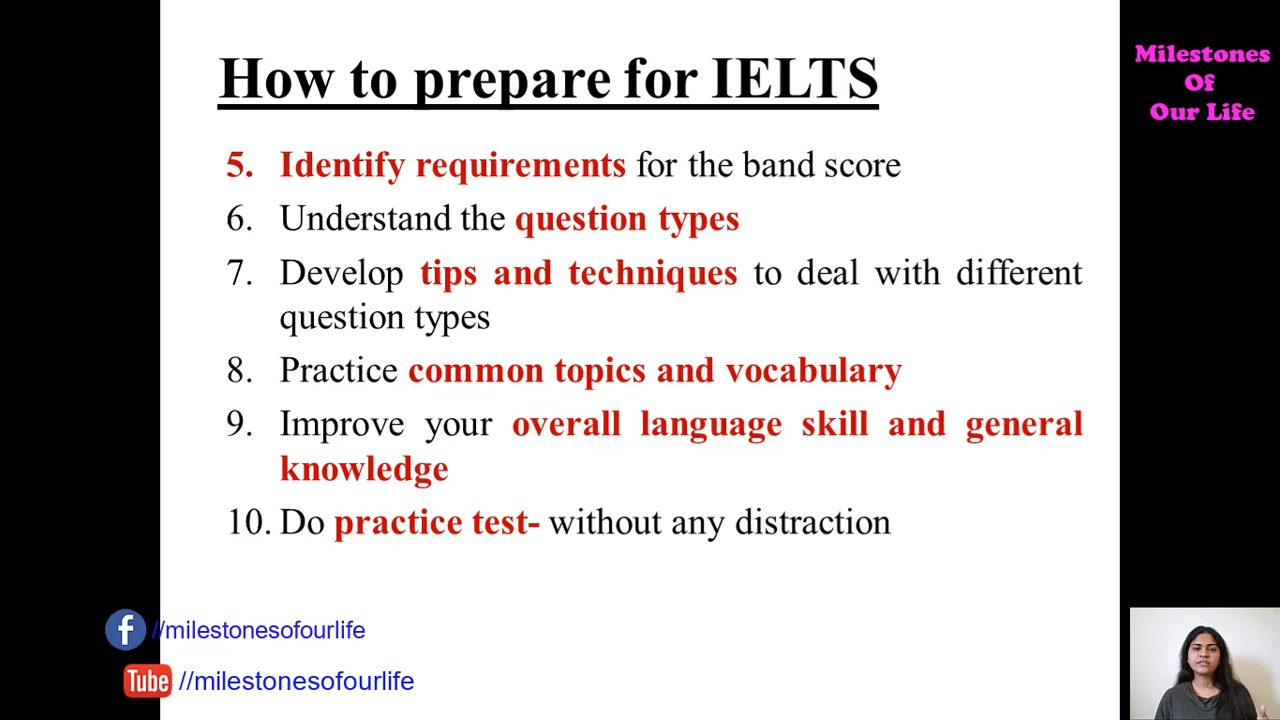 How to prepare for IELTS
Milestones
Of
Our Life
5. Identify requirements for the band score
6. Understand the question types
7. Develop tips and techniques to deal with different
question types
8. Practice common topics and vocabulary
9. Improve your overall language skill and general
knowledge
10. Do practice test- without any distraction
f //milestonesofourlife
Tube //milestonesofourlife